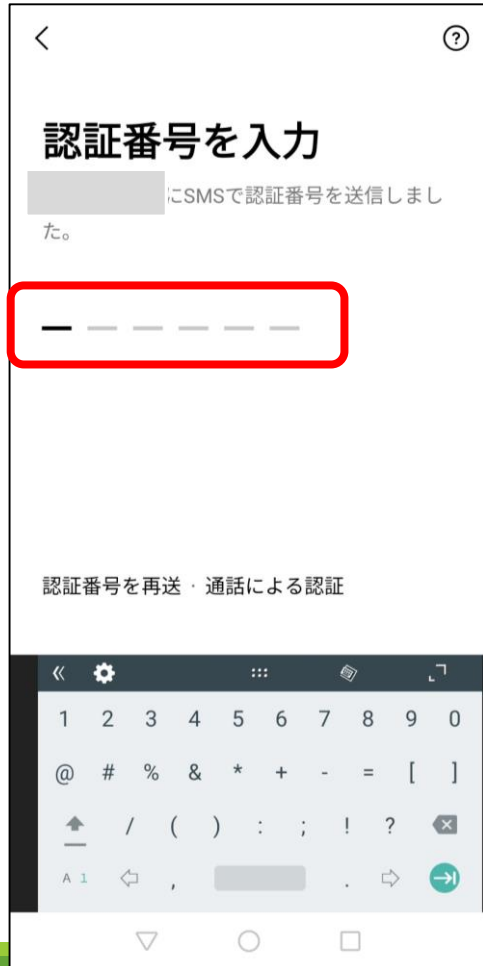 認証番号を入力
にSMSで認証番号を送信しまし
た。
認証番号を再送 · 通話による認証
1 2 3 4 5 6 7 8 9 0
@ # % & * + - = [ ]
/ ( ) : ; ! ?
A 1 , .